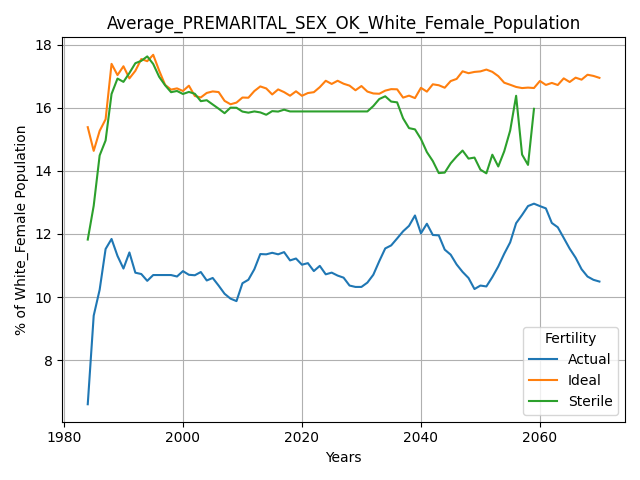 Average_PREMARITAL_SEX_OK_White_Female_Population
% of White_Female Population
18
16
14
12
10
8
1980
2000
2020
2040
2060
Years
Fertility
Actual
Ideal
Sterile